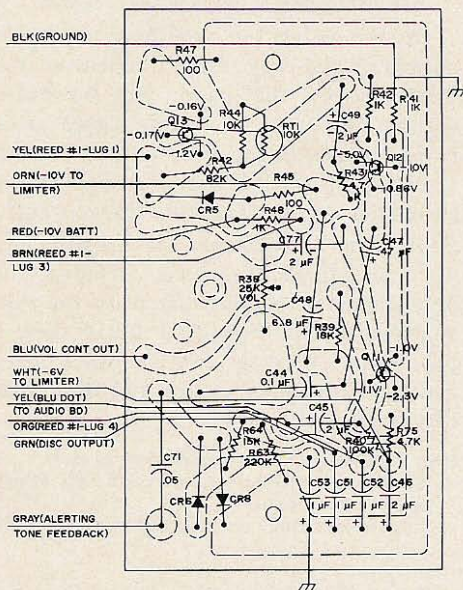 BLK(GROUND)
R47
100
-0.16V
Q13
-0.17V
1.2V
R44
10K
RT1
10K
C49
2 µF
R42
1K
R41
1K
YEL(REED #1-LUG 1)
R42
82K
-5.0V
Q12
-10V
ORN(-10V TO
LIMITER)
R43
4.7
K
-0.86V
CR5
R45
100
RED(-10V BATT)
R48
1K
BRN(REED #1-
LUG 3)
C77
2 µF
C47
47 µF
R38
25K
VOL
C48
6.8 µF
R39
18K
BLU(VOL CONT OUT)
-1.0V
WHT(-6V
TO LIMITER)
C44
0.1 µF
1.1V
-2.3V
YEL(BLU DOT)
(TO AUDIO BD)
C45
2 µF
ORG(REED #1-LUG 4)
R64
15K
R40
100K
R75
4.7K
GRN(DISC OUTPUT)
R63
220K
C71
.05
CR6
CR8
C53
C51
C52
C46
1 µF
1 µF
1 µF
2 µF
GRAY(ALERTING
TONE FEEDBACK)